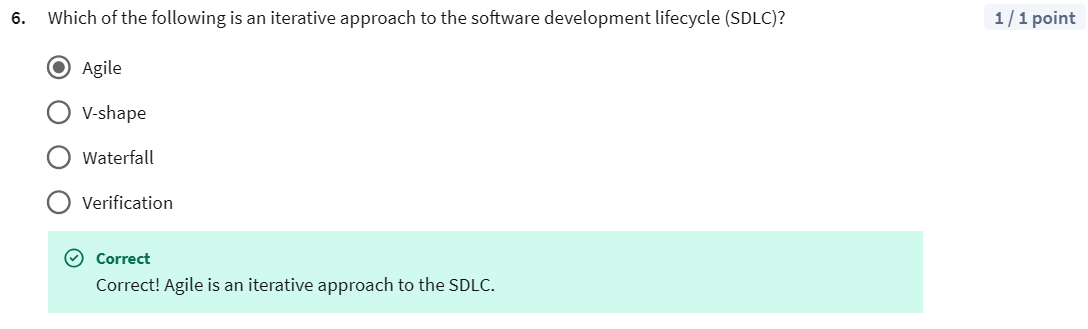 6. Which of the following is an iterative approach to the software development lifecycle (SDLC)? 1 / 1 point
Agile
V-shape
Waterfall
Verification
Correct
Correct! Agile is an iterative approach to the SDLC.